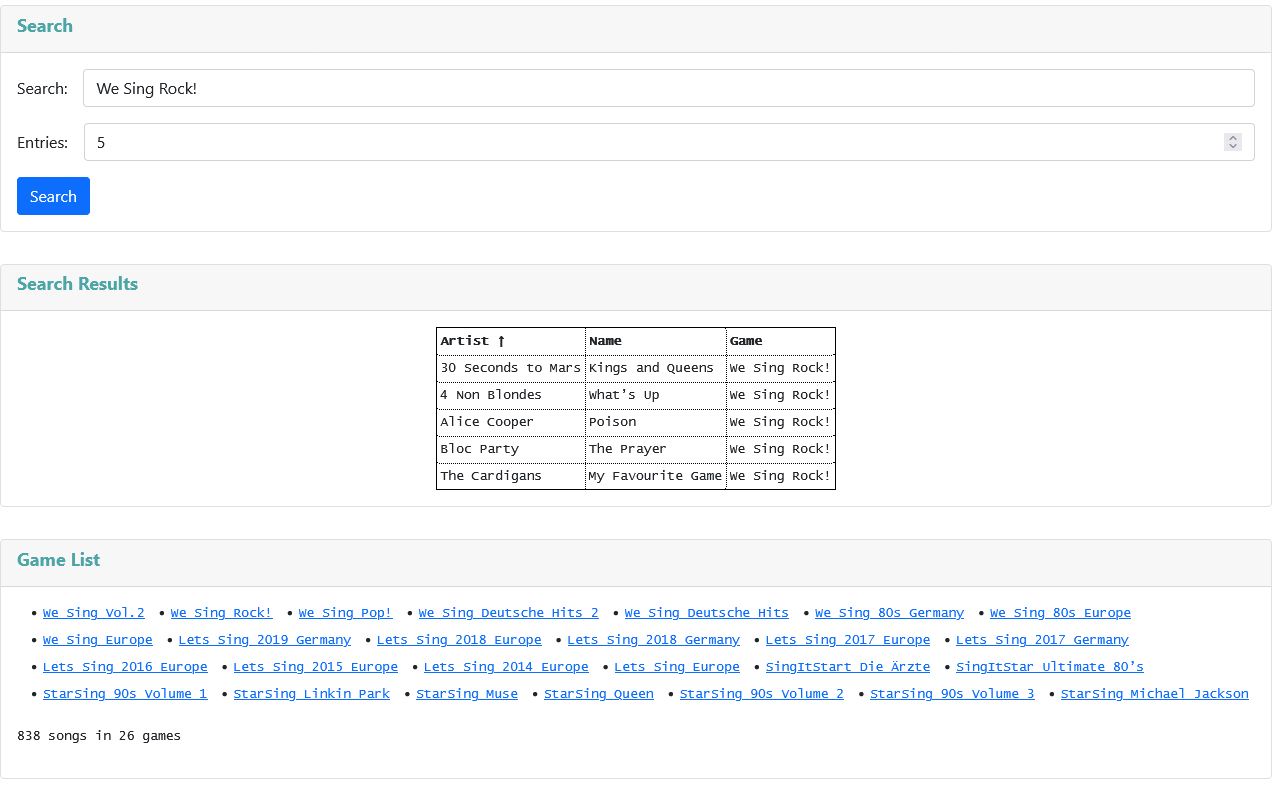 Search
Search: We Sing Rock!
Entries: 5
Search
Search Results
Artist ↑ Name Game
30 Seconds to Mars Kings and Queens We Sing Rock!
4 Non Blondes What’s Up We Sing Rock!
Alice Cooper Poison We Sing Rock!
Bloc Party The Prayer We Sing Rock!
The Cardigans My Favourite Game We Sing Rock!
Game List
• We Sing Vol.2 • We Sing Rock! • We Sing Pop! • We Sing Deutsche Hits 2 • We Sing Deutsche Hits • We Sing 80s Germany • We Sing 80s Europe
• We Sing Europe • Lets Sing 2019 Germany • Lets Sing 2018 Europe • Lets Sing 2018 Germany • Lets Sing 2017 Europe • Lets Sing 2017 Germany
• Lets Sing 2016 Europe • Lets Sing 2015 Europe • Lets Sing 2014 Europe • Lets Sing Europe • SingItStart Die Ärzte • SingItStar Ultimate 80’s
• StarSing 90s Volume 1 • StarSing Linkin Park • StarSing Muse • StarSing Queen • StarSing 90s Volume 2 • StarSing 90s Volume 3 • StarSing Michael Jackson
838 songs in 26 games